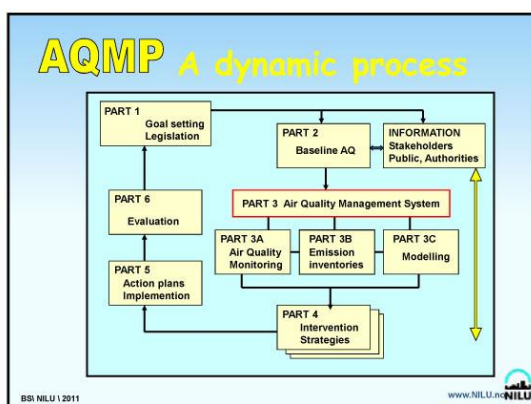 AQMP A dynamic process
PART 1
Goal setting
Legislation
PART 2
Baseline AQ
INFORMATION
Stakeholders
Public, Authorities
PART 6
Evaluation
PART 3 Air Quality Management System
PART 3A
Air Quality
Monitoring
PART 3B
Emission
inventories
PART 3C
Modelling
PART 5
Action plans
Implemention
PART 4
Intervention
Strategies
BS\ NILU \ 2011
www.NILU.no
NILU